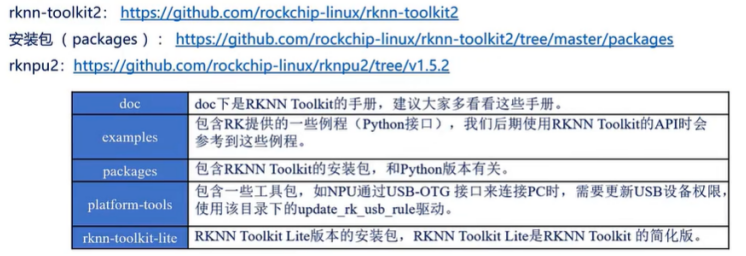 rknn-toolkit2： https://github.com/rockchip-linux/rknn-toolkit2
安装包（packages）： https://github.com/rockchip-linux/rknn-toolkit2/tree/master/packages
rknpu2：https://github.com/rockchip-linux/rknpu2/tree/v1.5.2
doc doc下是RKNN Toolkit的手册，建议大家多看看这些手册。
examples 包含RK提供的一些例程（Python接口），我们后期使用RKNN Toolkit的API时会
参考到这些例程。
packages 包含RKNN Toolkit的安装包，和Python版本有关。
platform-tools 包含一些工具包，如NPU通过USB-OTG 接口来连接PC时，需要更新USB设备权限，
使用该目录下的update_rk_usb_rule驱动。
rknn-toolkit-lite RKNN Toolkit Lite版本的安装包，RKNN Toolkit Lite是RKNN Toolkit 的简化版。